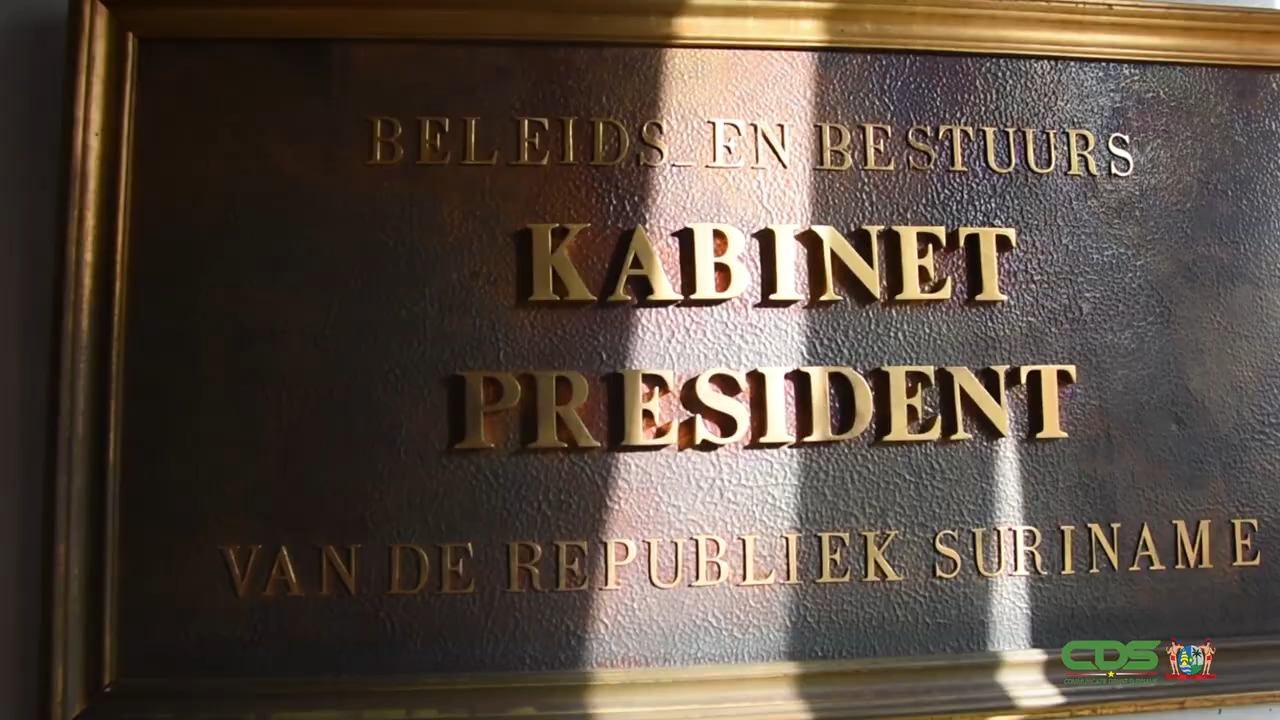 BELEIDS_EN BESTUURS
KABINET
PRESIDENT
VAN DE REPUBLIEK SURINAME
CDS